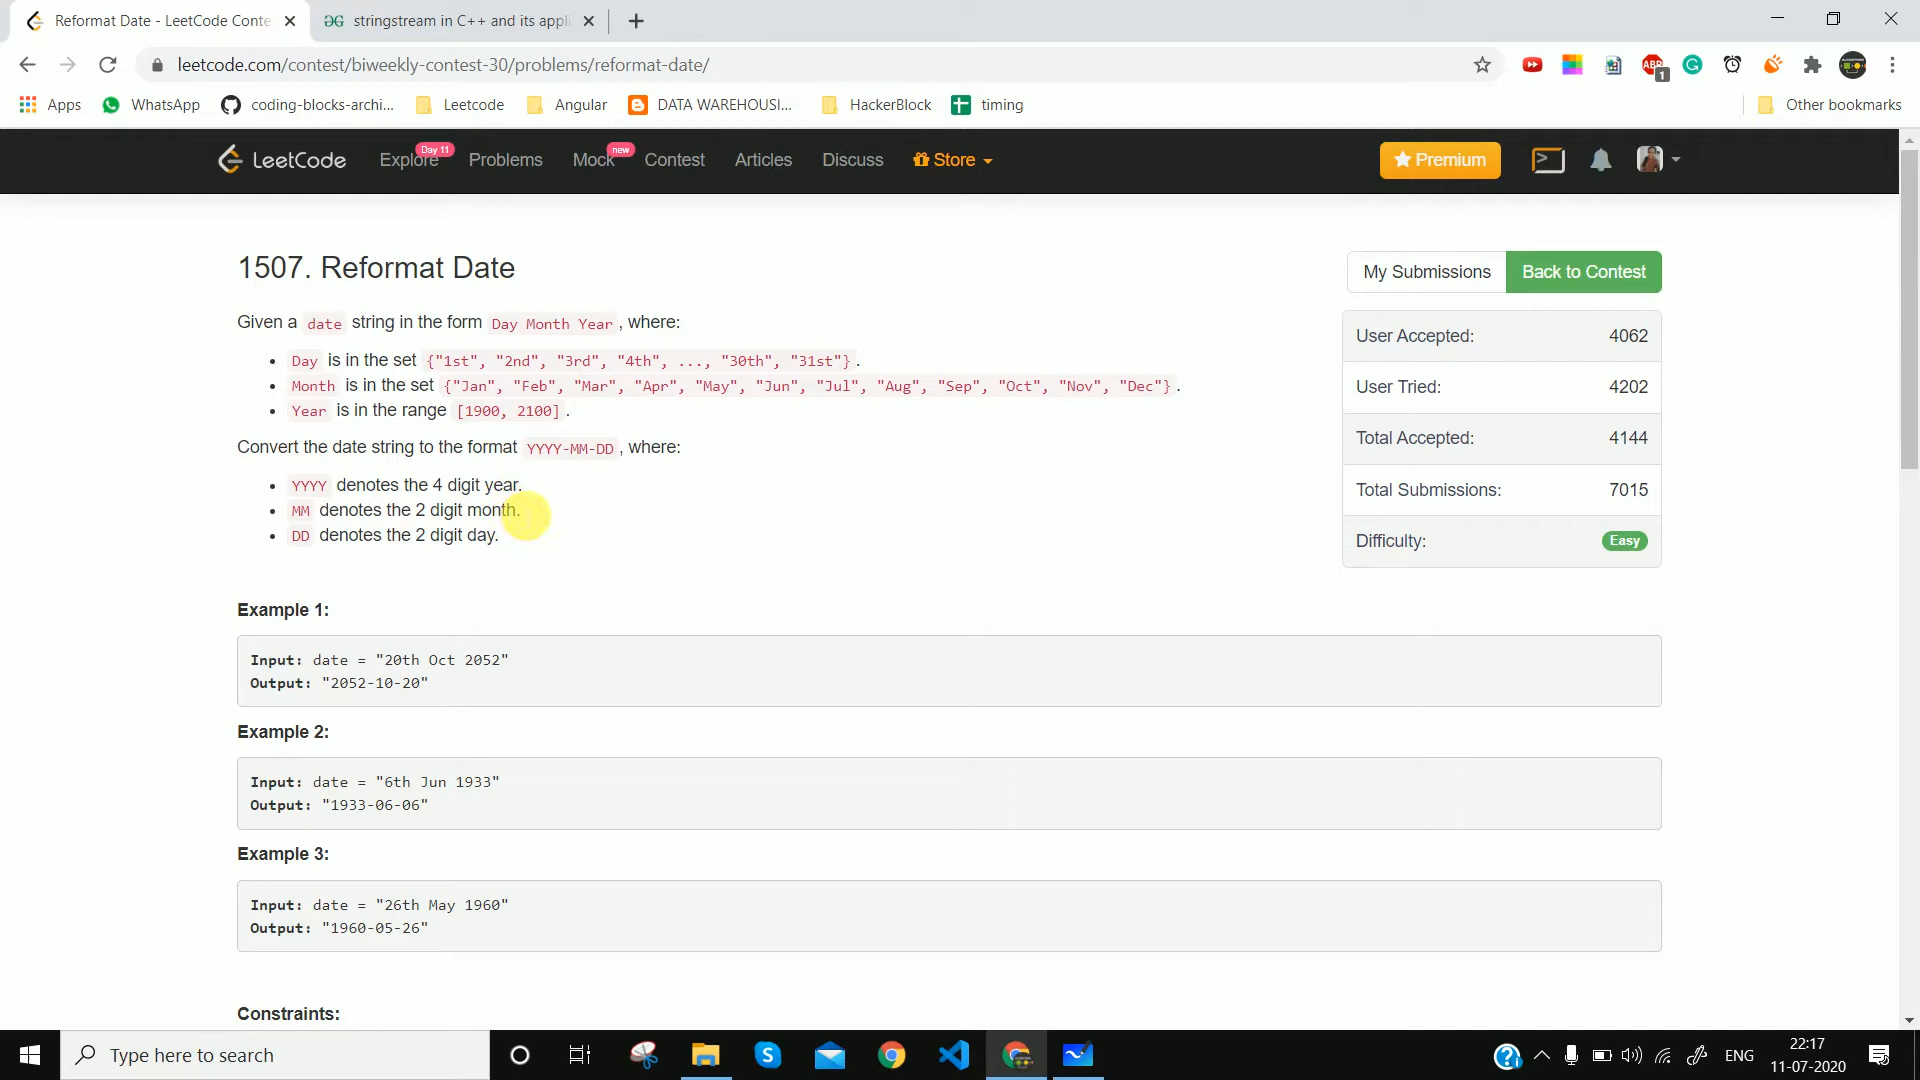 Reformat Date - LeetCode Conte
stringstream in C++ and its appli
leetcode.com/contest/biweekly-contest-30/problems/reformat-date/
ABP
1
Apps
WhatsApp
coding-blocks-archi...
Leetcode
Angular
DATA WAREHOUSI...
HackerBlock
timing
Other bookmarks
LeetCode
Explore
Day 11
Problems
Mock
new
Contest
Articles
Discuss
Store
Premium
1507. Reformat Date
My Submissions
Back to Contest
Given a date string in the form Day Month Year, where:
• Day is in the set {"1st", "2nd", "3rd", "4th", ..., "30th", "31st"}.
• Month is in the set {"Jan", "Feb", "Mar", "Apr", "May", "Jun", "Jul", "Aug", "Sep", "Oct", "Nov", "Dec"}.
• Year is in the range [1900, 2100].
Convert the date string to the format YYYY-MM-DD, where:
• YYYY denotes the 4 digit year.
• MM denotes the 2 digit month.
• DD denotes the 2 digit day.
User Accepted: 4062
User Tried: 4202
Total Accepted: 4144
Total Submissions: 7015
Difficulty: Easy
Example 1:
Input: date = "20th Oct 2052"
Output: "2052-10-20"
Example 2:
Input: date = "6th Jun 1933"
Output: "1933-06-06"
Example 3:
Input: date = "26th May 1960"
Output: "1960-05-26"
Constraints:
Type here to search
ENG
22:17
11-07-2020